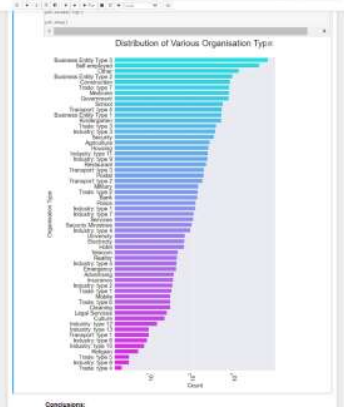 Distribution of Various Organisation Type
Organisation Type
Business Entity Type 3
Self-employed
Other
Business Entity Type 2
Construction
Trade: type 7
Medicine
Government
School
Transport: type 4
Business Entity Type 1
Kindergarten
Trade: type 3
Industry: type 3
Security
Agriculture
Housing
Industry: type 11
Industry: type 9
Restaurant
Transport: type 3
Postal
Transport: type 2
Military
Trade: type 2
Bank
Police
Industry: type 1
Industry: type 7
Services
Security Ministries
Industry: type 4
University
Electricity
Hotel
Telecom
Realtor
Industry: type 5
Emergency
Advertising
Insurance
Industry: type 2
Trade: type 1
Mobile
Trade: type 6
Cleaning
Legal Services
Culture
Industry: type 12
Industry: type 13
Transport: type 1
Industry: type 6
Industry: type 10
Religion
Trade: type 5
Industry: type 8
Trade: type 4
Count
Conclusions: